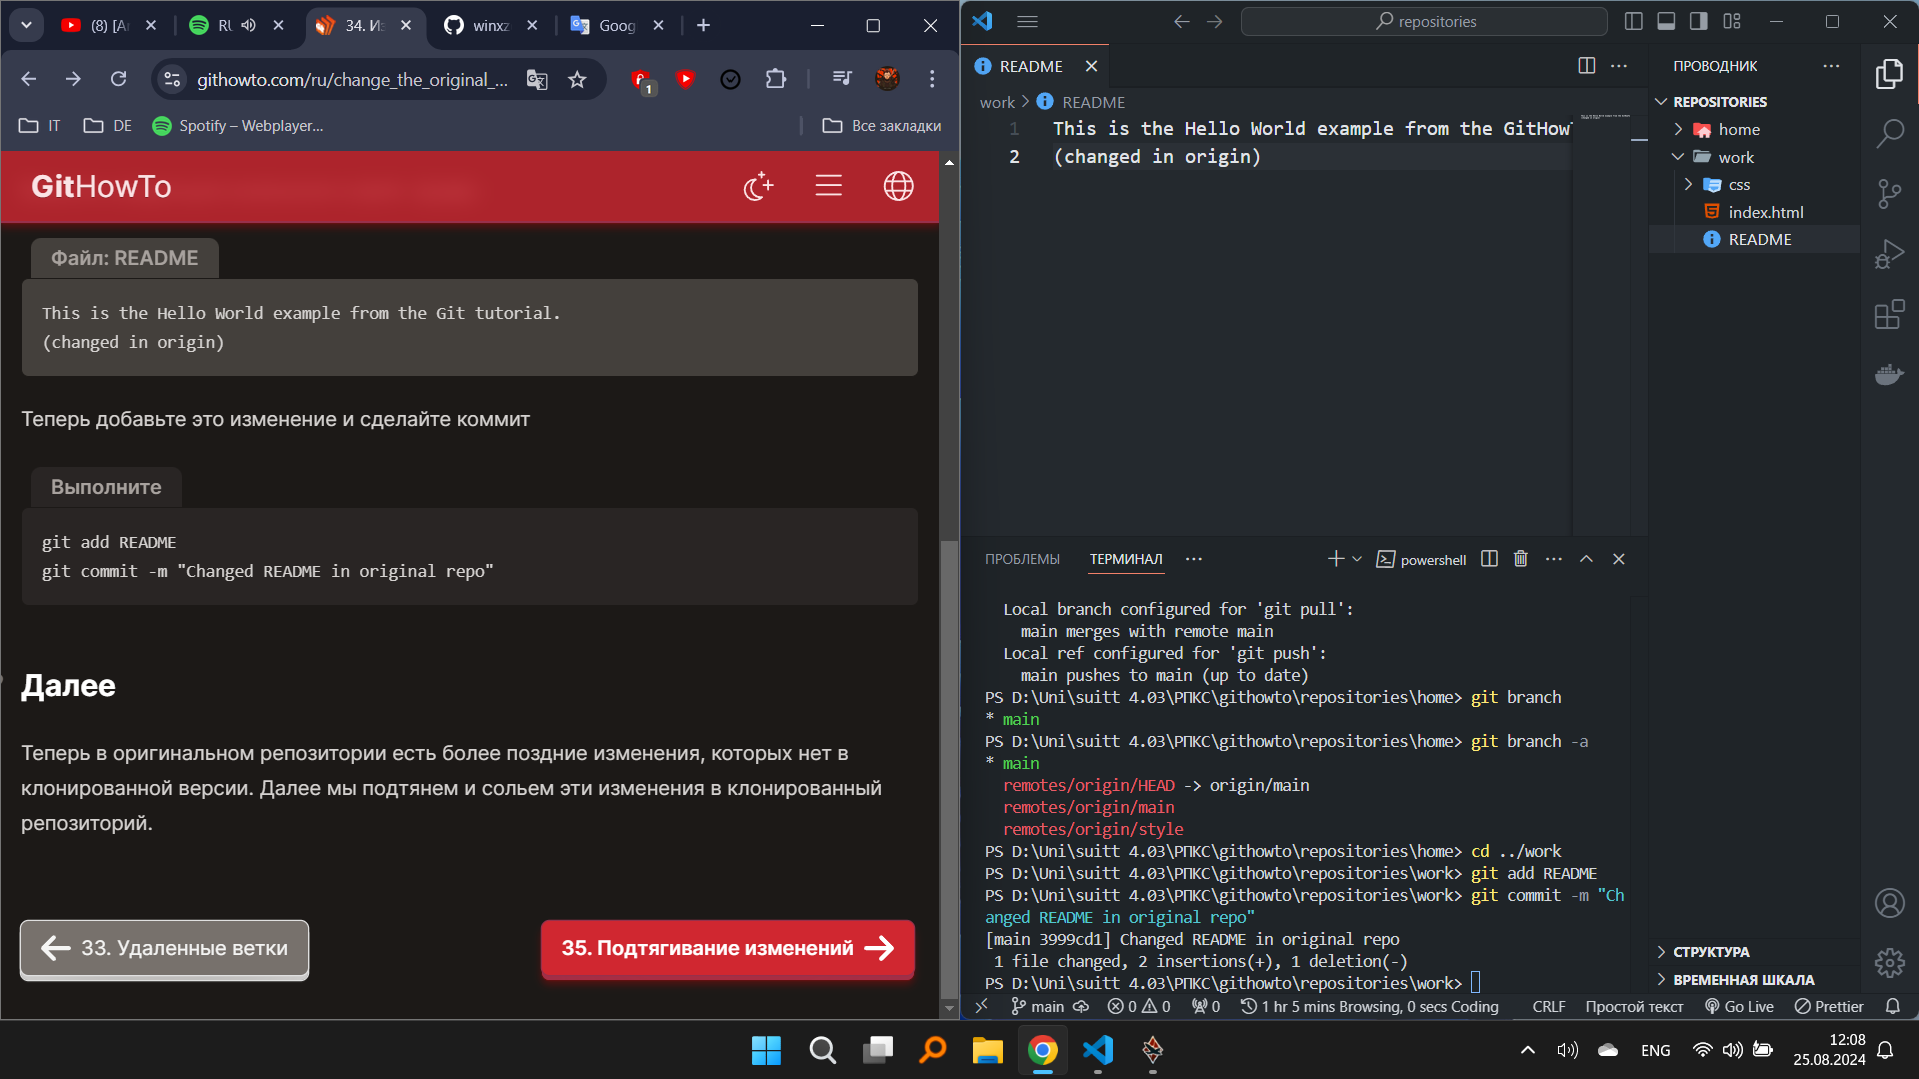 (8) [Ar
RU
34. Из
winxz
Goog
githowto.com/ru/change_the_original_...
1
IT
DE
Spotify – Webplayer...
Все закладки
GitHowTo
Файл: README
This is the Hello World example from the Git tutorial.
(changed in origin)
Теперь добавьте это изменение и сделайте коммит
Выполните
git add README
git commit -m "Changed README in original repo"
Далее
Теперь в оригинальном репозитории есть более поздние изменения, которых нет в
клонированной версии. Далее мы подтянем и сольем эти изменения в клонированный
репозиторий.
33. Удаленные ветки
35. Подтягивание изменений
repositories
README
work > README
1 This is the Hello World example from the GitHow
2 (changed in origin)
ПРОВОДНИК
REPOSITORIES
home
work
css
index.html
README
СТРУКТУРА
ВРЕМЕННАЯ ШКАЛА
ПРОБЛЕМЫ
ТЕРМИНАЛ
powershell
Local branch configured for 'git pull':
main merges with remote main
Local ref configured for 'git push':
main pushes to main (up to date)
PS D:\Uni\suitt 4.03\РПКС\githowto\repositories\home> git branch
* main
PS D:\Uni\suitt 4.03\РПКС\githowto\repositories\home> git branch -a
* main
remotes/origin/HEAD -> origin/main
remotes/origin/main
remotes/origin/style
PS D:\Uni\suitt 4.03\РПКС\githowto\repositories\home> cd ../work
PS D:\Uni\suitt 4.03\РПКС\githowto\repositories\work> git add README
PS D:\Uni\suitt 4.03\РПКС\githowto\repositories\work> git commit -m "Ch
anged README in original repo"
[main 3999cd1] Changed README in original repo
1 file changed, 2 insertions(+), 1 deletion(-)
PS D:\Uni\suitt 4.03\РПКС\githowto\repositories\work>
main
0
0
0
1 hr 5 mins Browsing, 0 secs Coding
CRLF
Простой текст
Go Live
Prettier
ENG
12:08
25.08.2024